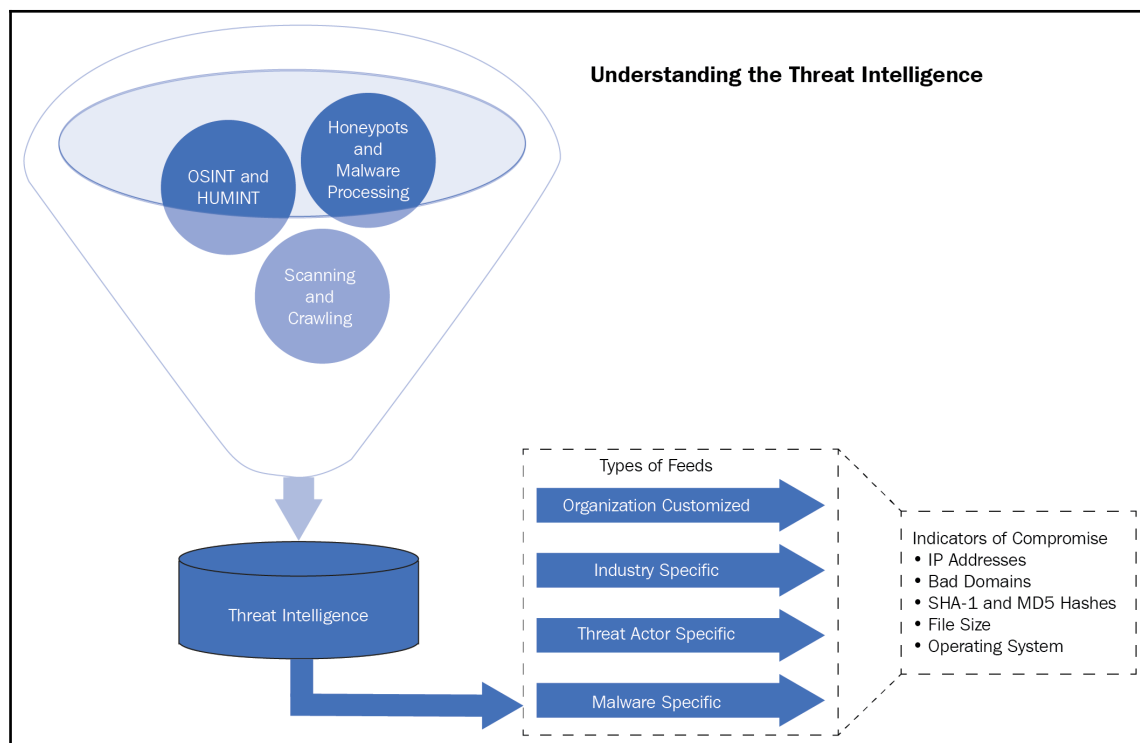 Understanding the Threat Intelligence
Honeypots
and
Malware
Processing
OSINT and
HUMINT
Scanning
and
Crawling
Threat Intelligence
Types of Feeds
Organization Customized
Industry Specific
Threat Actor Specific
Malware Specific
Indicators of Compromise
• IP Addresses
• Bad Domains
• SHA-1 and MD5 Hashes
• File Size
• Operating System